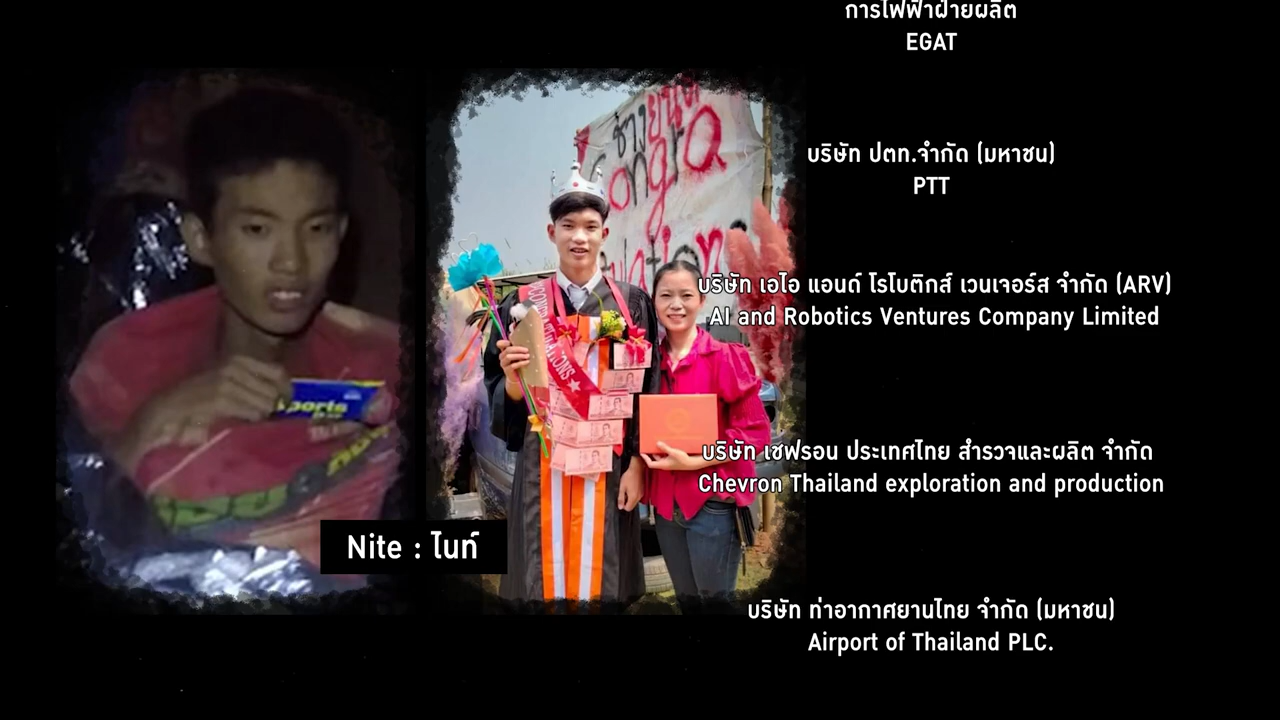 การไฟฟ้าฝ่ายผลิต
EGAT
บริษัท ปตท.จำกัด (มหาชน)
PTT
บริษัท เอไอ แอนด์ โรโบติกส์ เวนเจอร์ส จำกัด (ARV)
AI and Robotics Ventures Company Limited
บริษัท เชฟรอน ประเทศไทย สำรวจและผลิต จำกัด
Chevron Thailand exploration and production
บริษัท ท่าอากาศยานไทย จำกัด (มหาชน)
Airport of Thailand PLC.
Nite : ไนท์